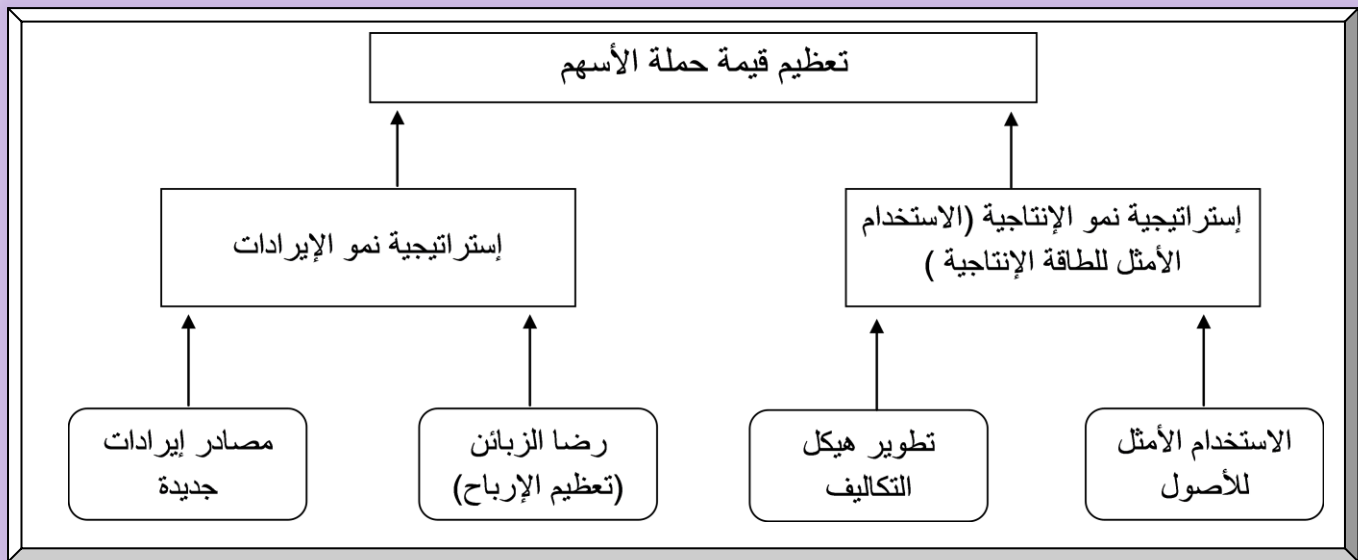 تعظيم قيمة حملة الأسهم
إستراتيجية نمو الإنتاجية (الاستخدام
الأمثل للطاقة الإنتاجية )
إستراتيجية نمو الإيرادات
الاستخدام الأمثل
للأصول
تطوير هيكل
التكاليف
رضا الزبائن
(تعظيم الإرباح)
مصادر إيرادات
جديدة